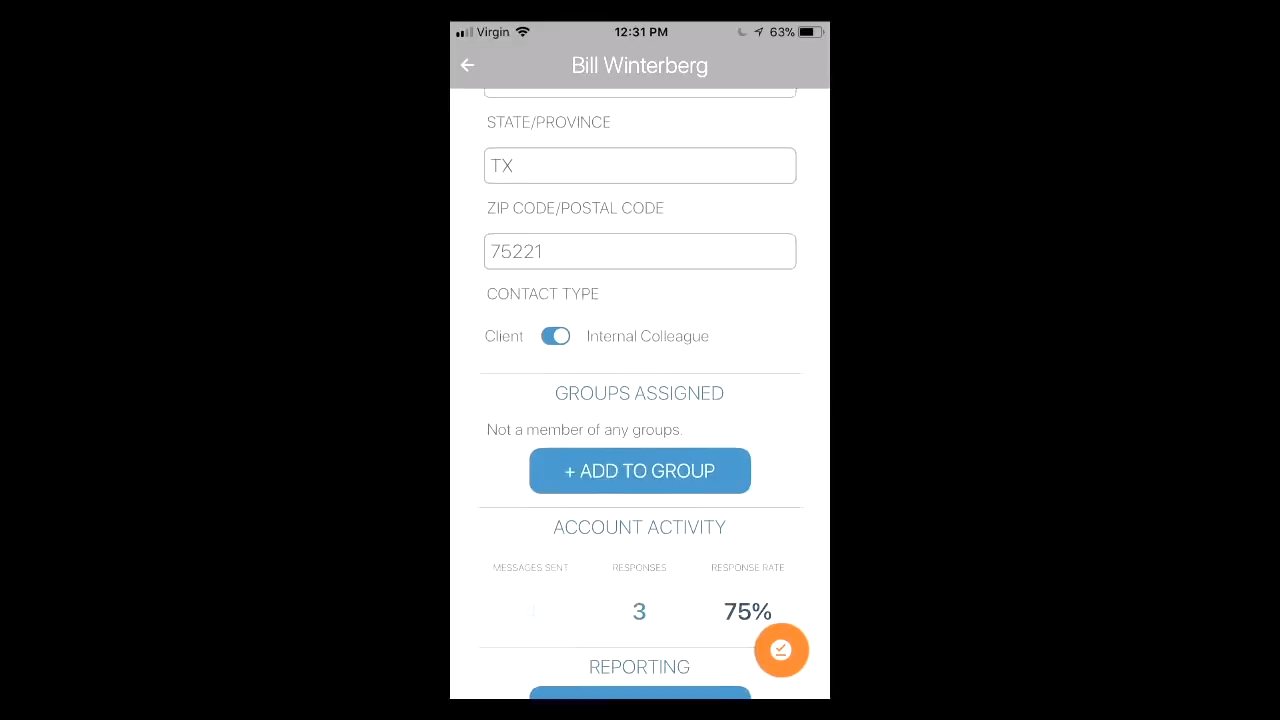 Virgin 12:31 PM 63%
Bill Winterberg
STATE/PROVINCE
TX
ZIP CODE/POSTAL CODE
75221
CONTACT TYPE
Client Internal Colleague
GROUPS ASSIGNED
Not a member of any groups.
+ ADD TO GROUP
ACCOUNT ACTIVITY
MESSAGES SENT RESPONSES RESPONSE RATE
3 75%
REPORTING